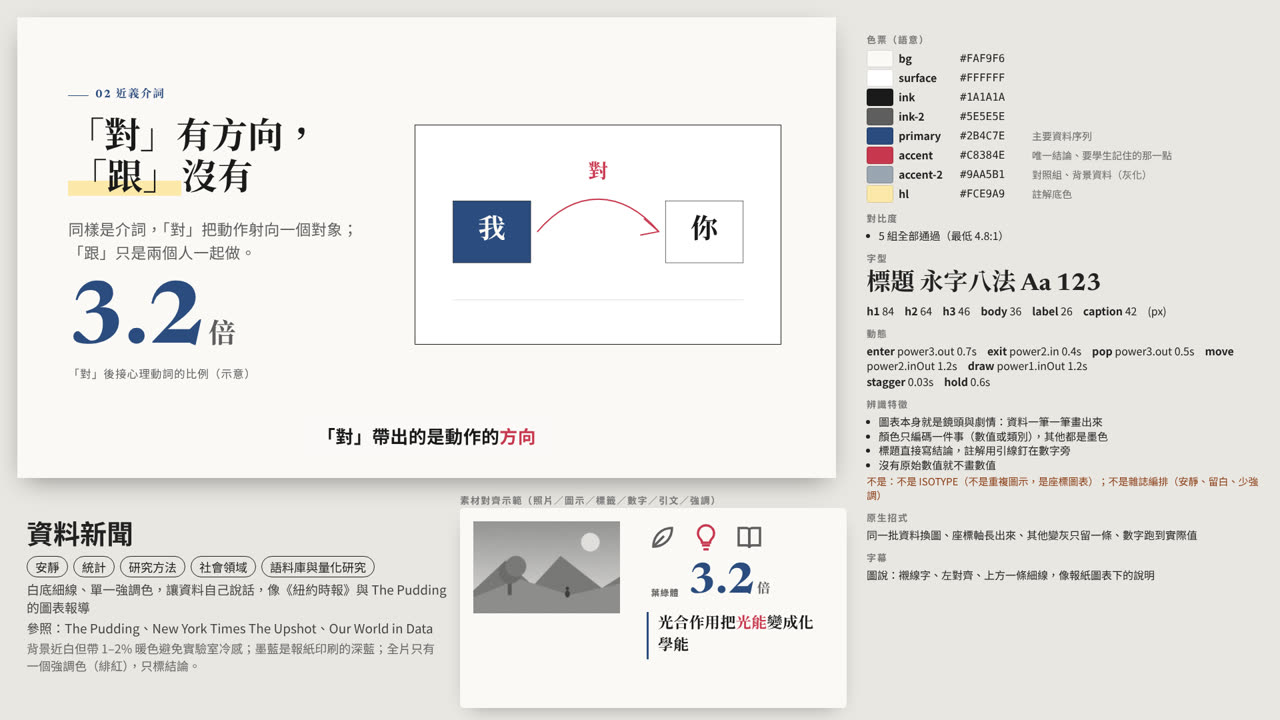 02 近義介詞
「對」有方向，
「跟」沒有
同樣是介詞，「對」把動作射向一個對象；
「跟」只是兩個人一起做。
3.2 倍
「對」後接心理動詞的比例（示意）
對
我
你
「對」帶出的是動作的方向
資料新聞
安靜 統計 研究方法 社會領域 語料庫與量化研究
白底細線、單一強調色，讓資料自己說話，像《紐約時報》與 The Pudding
的圖表報導
參照：The Pudding、New York Times The Upshot、Our World in Data
背景近白但帶 1–2% 暖色避免實驗室冷感；墨藍是報紙印刷的深藍；全片只有
一個強調色（緋紅），只標結論。
素材對齊示範（照片／圖示／標籤／數字／引文／強調）
葉綠體 3.2 倍
光合作用把光能變成化
學能
色票（語意）
bg #FAF9F6
surface #FFFFFF
ink #1A1A1A
ink-2 #5E5E5E
primary #2B4C7E 主要資料序列
accent #C8384E 唯一結論、要學生記住的那一點
accent-2 #9AA5B1 對照組、背景資料（灰化）
hl #FCE9A9 註解底色
對比度
5 組全部通過（最低 4.8:1）
字型
標題 永字八法 Aa 123
h1 84 h2 64 h3 46 body 36 label 26 caption 42 (px)
動態
enter power3.out 0.7s exit power2.in 0.4s pop power3.out 0.5s move
power2.inOut 1.2s draw power1.inOut 1.2s
stagger 0.03s hold 0.6s
辨識特徵
圖表本身就是鏡頭與劇情：資料一筆一筆畫出來
顏色只編碼一件事（數值或類別），其他都是墨色
標題直接寫結論，註解用引線釘在數字旁
沒有原始數值就不畫數值
不是：不是 ISOTYPE（不是重複圖示，是座標圖表）；不是雜誌編排（安靜、留白、少強
調）
原生招式
同一批資料換圖、座標軸長出來、其他變灰只留一條、數字跑到實際值
字幕
圖說：襯線字、左對齊、上方一條細線，像報紙圖表下的說明